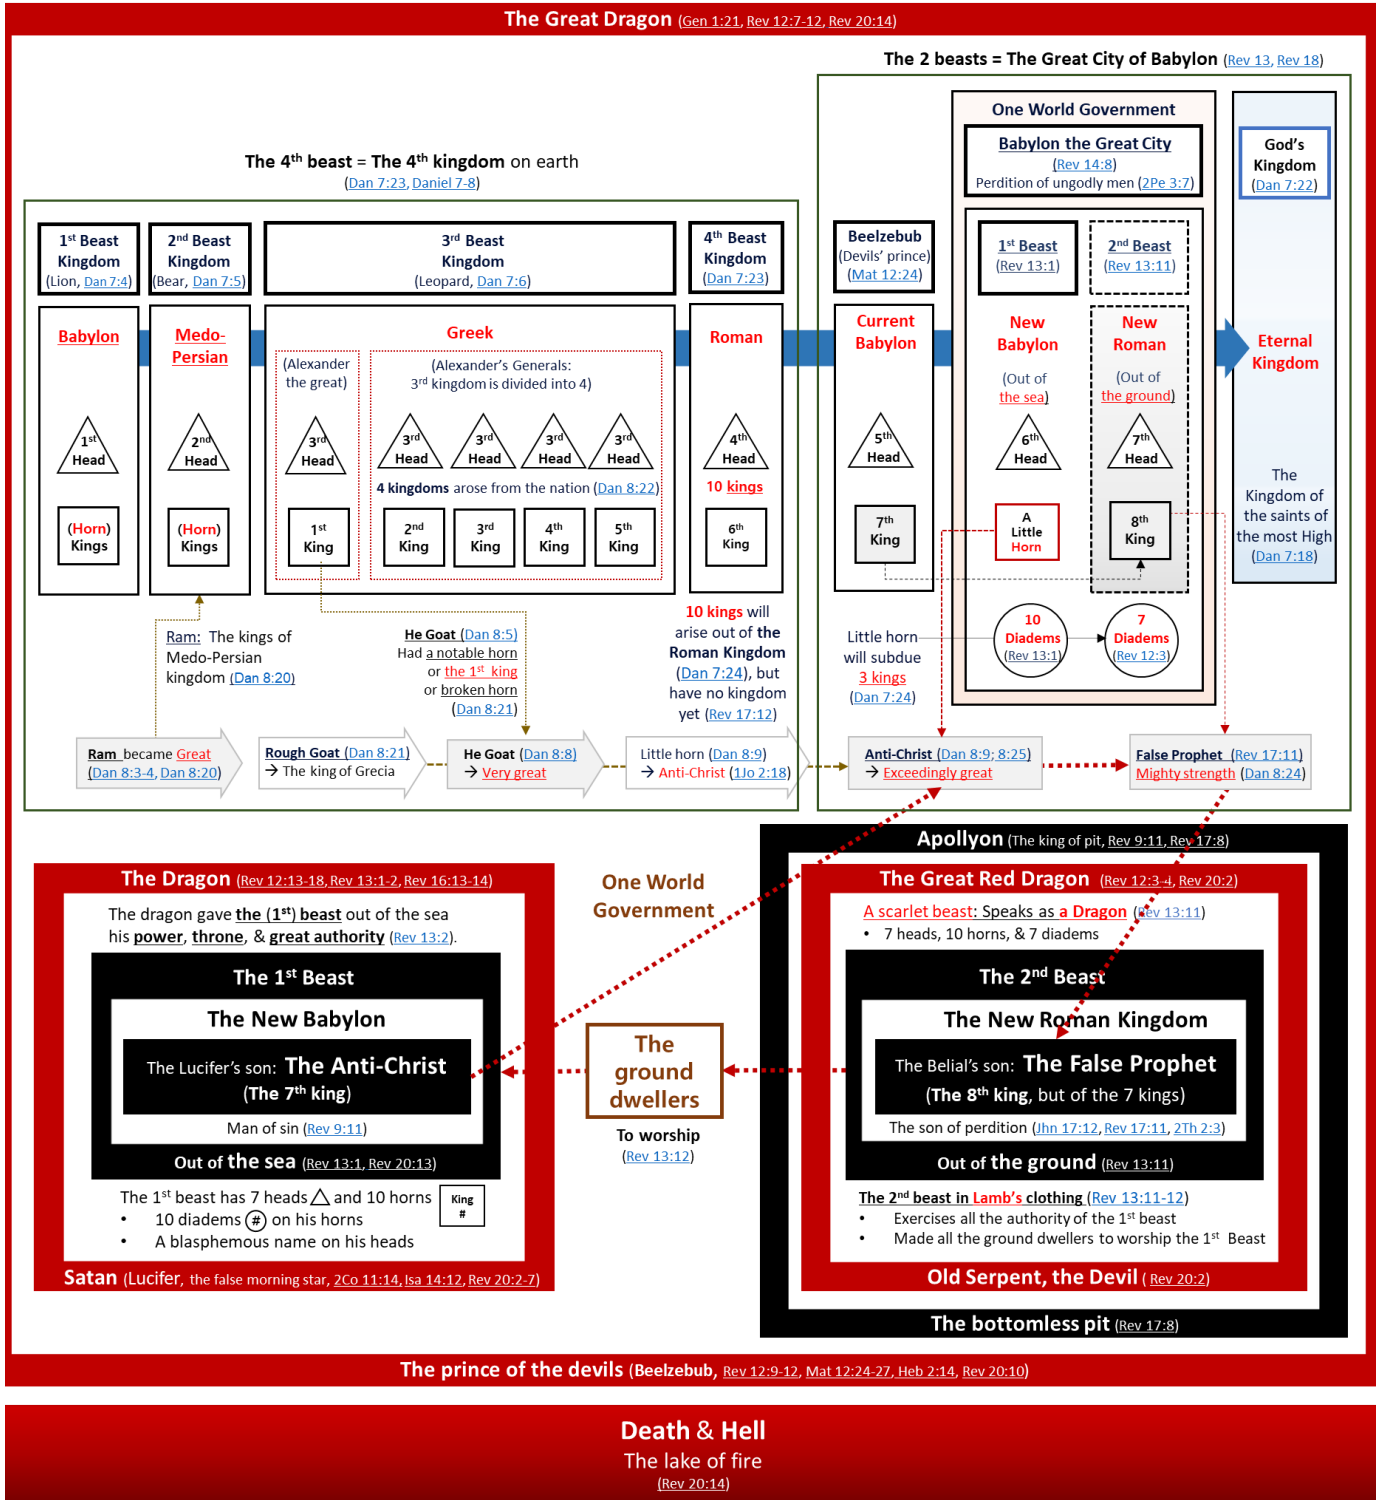 The Great Dragon (Gen 1:21, Rev 12:7-12, Rev 20:14)
The 2 beasts = The Great City of Babylon (Rev 13, Rev 18)
The 4th beast = The 4th kingdom on earth
(Dan 7:23, Daniel 7-8)
1st Beast
Kingdom
(Lion, Dan 7:4)
2nd Beast
Kingdom
(Bear, Dan 7:5)
3rd Beast
Kingdom
(Leopard, Dan 7:6)
4th Beast
Kingdom
(Dan 7:23)
Babylon
1st
Head
(Horn)
Kings
Medo-
Persian
2nd
Head
(Horn)
Kings
Greek
(Alexander
the great)
3rd
Head
1st
King
(Alexander's Generals:
3rd kingdom is divided into 4)
3rd
Head
3rd
Head
3rd
Head
3rd
Head
4 kingdoms arose from the nation (Dan 8:22)
2nd
King
3rd
King
4th
King
5th
King
Roman
4th
Head
10 kings
6th
King
Beelzebub
(Devils' prince)
(Mat 12:24)
Current
Babylon
5th
Head
7th
King
One World Government
Babylon the Great City
(Rev 14:8)
Perdition of ungodly men (2Pe 3:7)
1st Beast
(Rev 13:1)
2nd Beast
(Rev 13:11)
New
Babylon
(Out of
the sea)
6th
Head
A
Little
Horn
10
Diadems
(Rev 13:1)
New
Roman
(Out of
the ground)
7th
Head
8th
King
7
Diadems
(Rev 12:3)
God's
Kingdom
(Dan 7:22)
Eternal
Kingdom
The
Kingdom of
the saints of
the most High
(Dan 7:18)
Ram: The kings of
Medo-Persian
kingdom (Dan 8:20)
He Goat (Dan 8:5)
Had a notable horn
or the 1st king
or broken horn
(Dan 8:21)
10 kings will
arise out of the
Roman Kingdom
(Dan 7:24), but
have no kingdom
yet (Rev 17:12)
Little horn
will subdue
3 kings
(Dan 7:24)
Ram became Great
(Dan 8:3-4, Dan 8:20)
Rough Goat (Dan 8:21)
→ The king of Grecia
He Goat (Dan 8:8)
→ Very great
Little horn (Dan 8:9)
→ Anti-Christ (1Jo 2:18)
Anti-Christ (Dan 8:9; 8:25)
→ Exceedingly great
False Prophet (Rev 17:11)
Mighty strength (Dan 8:24)
The Dragon (Rev 12:13-18, Rev 13:1-2, Rev 16:13-14)
The dragon gave the (1st) beast out of the sea
his power, throne, & great authority (Rev 13:2).
The 1st Beast
The New Babylon
The Lucifer's son: The Anti-Christ
(The 7th king)
Man of sin (Rev 9:11)
Out of the sea (Rev 13:1, Rev 20:13)
The 1st beast has 7 heads and 10 horns
King
#
• 10 diadems # on his horns
• A blasphemous name on his heads
Satan (Lucifer, the false morning star, 2Co 11:14, Isa 14:12, Rev 20:2-7)
One World
Government
The
ground
dwellers
To worship
(Rev 13:12)
Apollyon (The king of pit, Rev 9:11, Rev 17:8)
The Great Red Dragon (Rev 12:3-4, Rev 20:2)
A scarlet beast: Speaks as a Dragon (Rev 13:11)
• 7 heads, 10 horns, & 7 diadems
The 2nd Beast
The New Roman Kingdom
The Belial's son: The False Prophet
(The 8th king, but of the 7 kings)
The son of perdition (Jhn 17:12, Rev 17:11, 2Th 2:3)
Out of the ground (Rev 13:11)
The 2nd beast in Lamb's clothing (Rev 13:11-12)
• Exercises all the authority of the 1st beast
• Made all the ground dwellers to worship the 1st Beast
Old Serpent, the Devil ( Rev 20:2)
The bottomless pit (Rev 17:8)
The prince of the devils (Beelzebub, Rev 12:9-12, Mat 12:24-27, Heb 2:14, Rev 20:10)
Death & Hell
The lake of fire
(Rev 20:14)